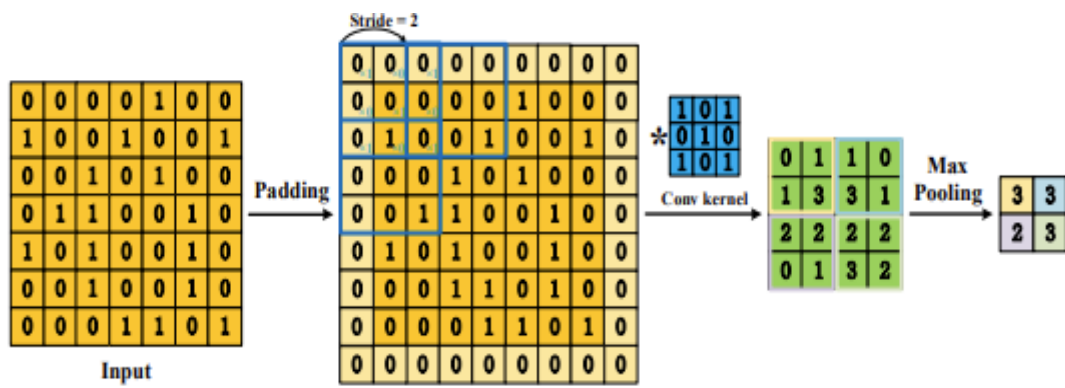 Stride = 2
0 0 0 0 1 0 0
1 0 0 1 0 0 1
0 0 1 0 1 0 0
0 1 1 0 0 1 0
1 0 1 0 0 1 0
0 0 1 0 0 1 0
0 0 0 1 1 0 1
Input
Padding
0 0 0 0 0 0 0 0 0
0 0 0 0 0 1 0 0 0
0 1 0 0 1 0 0 1 0
0 0 0 1 0 1 0 0 0
0 0 1 1 0 0 1 0 0
0 1 0 1 0 0 1 0 0
0 0 0 1 1 0 1 0 0
0 0 0 0 1 1 0 1 0
0 0 0 0 0 0 0 0 0
*
1 0 1
0 1 0
1 0 1
Conv kernel
0 1 1 0
1 3 3 1
2 2 2 2
0 1 3 2
Max
Pooling
3 3
2 3